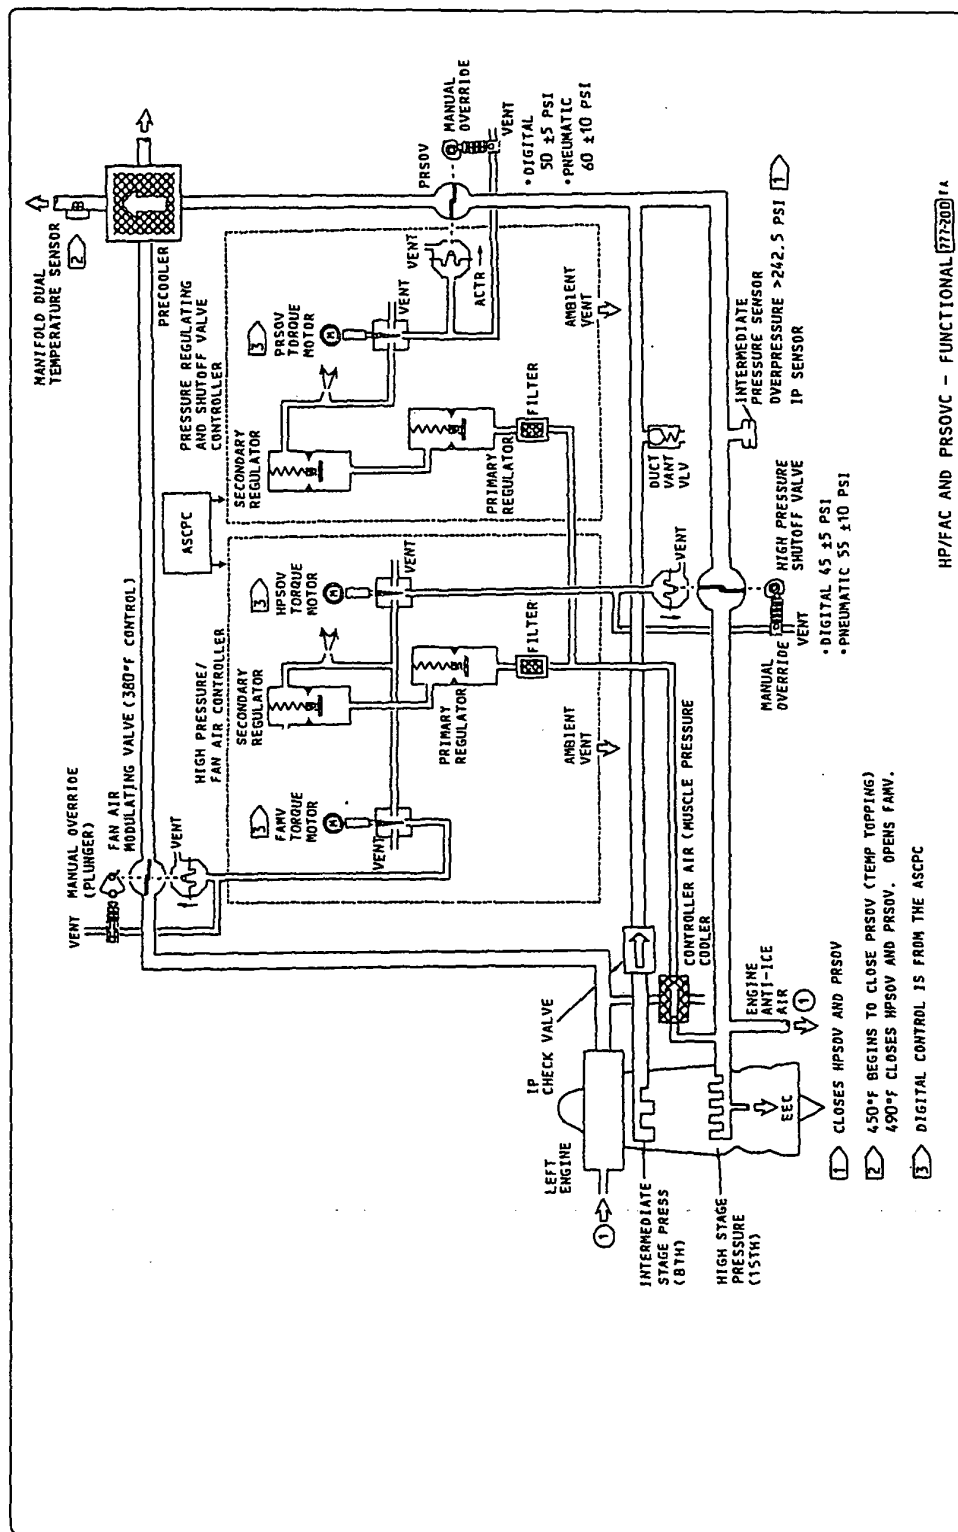 MANIFOLD DUAL
TEMPERATURE SENSOR
2
PRECOOLER
PRESSURE REGULATING
AND SHUTOFF VALVE
CONTROLLER
ASCPC
FAN AIR
MODULATING VALVE (380°F CONTROL)
MANUAL OVERRIDE
(PLUNGER)
VENT
VENT
HIGH PRESSURE/
FAN AIR CONTROLLER
3
FAMV
TORQUE
MOTOR
M
VENT
SECONDARY
REGULATOR
PRIMARY
REGULATOR
FILTER
3
HPSOV
TORQUE
MOTOR
M
VENT
AMBIENT
VENT
SECONDARY
REGULATOR
PRIMARY
REGULATOR
FILTER
3
PRSOV
TORQUE
MOTOR
M
VENT
VENT
ACTR
AMBIENT
VENT
PRSOV
MANUAL
OVERRIDE
VENT
• DIGITAL
50 ±5 PSI
• PNEUMATIC
60 ±10 PSI
LEFT
ENGINE
IP
CHECK VALVE
1
INTERMEDIATE
STAGE PRESS
(8TH)
HIGH STAGE
PRESSURE
(15TH)
EEC
ENGINE
ANTI-ICE
AIR
1
CONTROLLER AIR (MUSCLE PRESSURE
COOLER
DUCT
VANT
VLV
VENT
MANUAL
OVERRIDE
VENT
HIGH PRESSURE
SHUTOFF VALVE
• DIGITAL 45 ±5 PSI
• PNEUMATIC 55 ±10 PSI
INTERMEDIATE
PRESSURE SENSOR
OVERPRESSURE >242.5 PSI 1
IP SENSOR
1 CLOSES HPSOV AND PRSOV
2 450°F BEGINS TO CLOSE PRSOV (TEMP TOPPING)
490°F CLOSES HPSOV AND PRSOV. OPENS FAMV.
3 DIGITAL CONTROL IS FROM THE ASCPC
HP/FAC AND PRSOVC - FUNCTIONAL 777-200